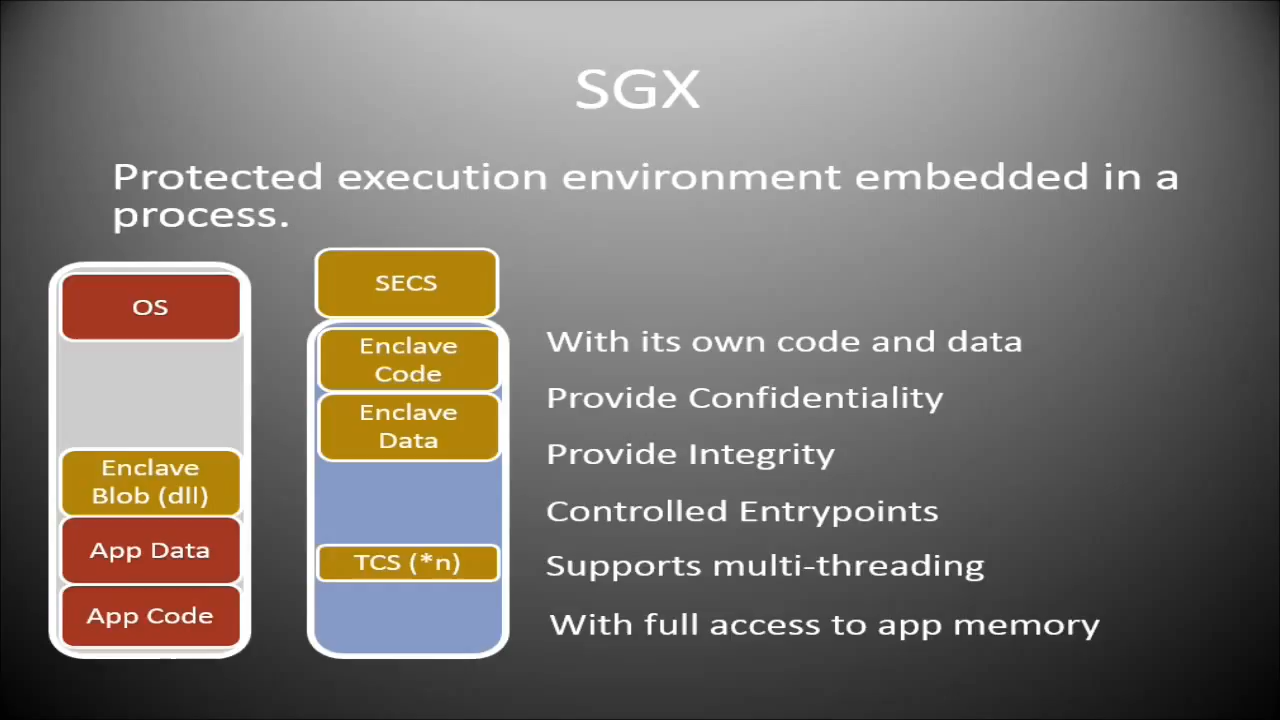 SGX
Protected execution environment embedded in a
process.
OS
Enclave
Blob (dll)
App Data
App Code
SECS
Enclave
Code
Enclave
Data
TCS (*n)
With its own code and data
Provide Confidentiality
Provide Integrity
Controlled Entrypoints
Supports multi-threading
With full access to app memory